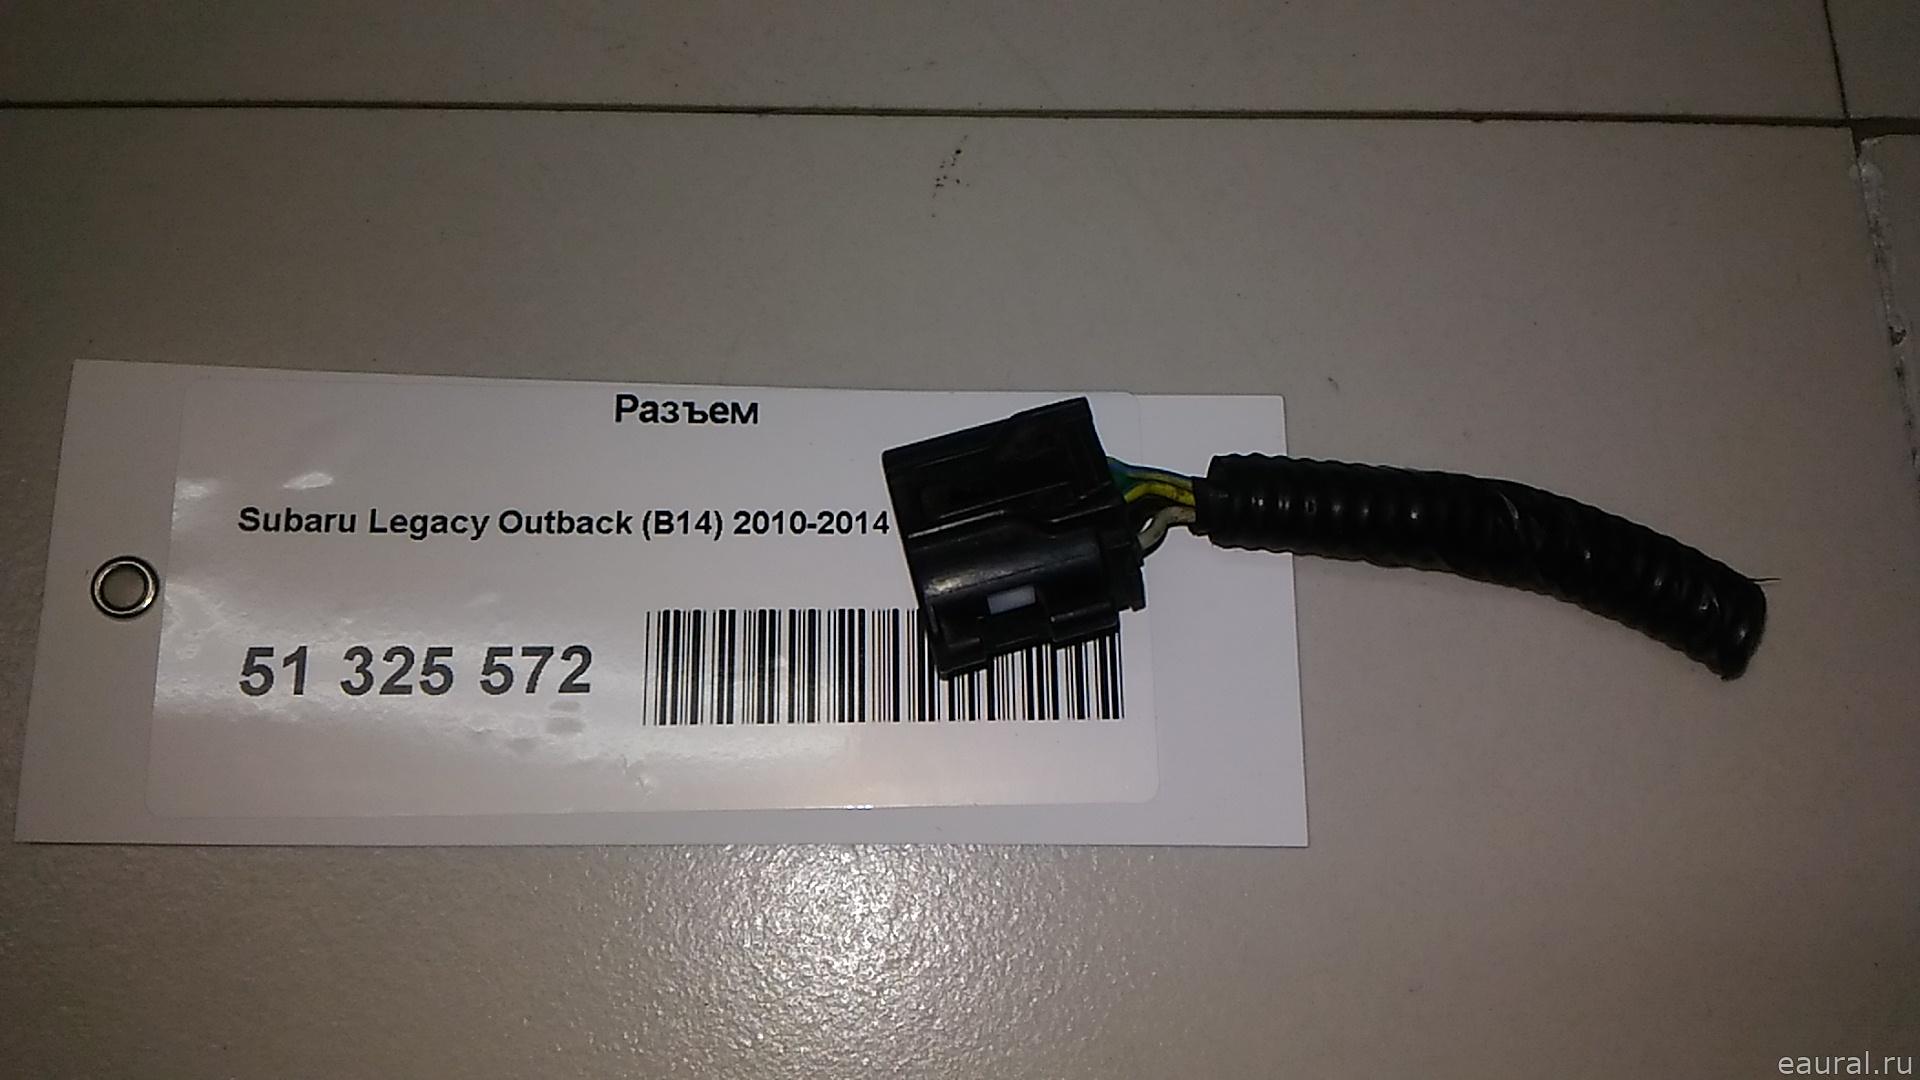 Разъем
Subaru Legacy Outback (B14) 2010-2014
51 325 572
eaural.ru